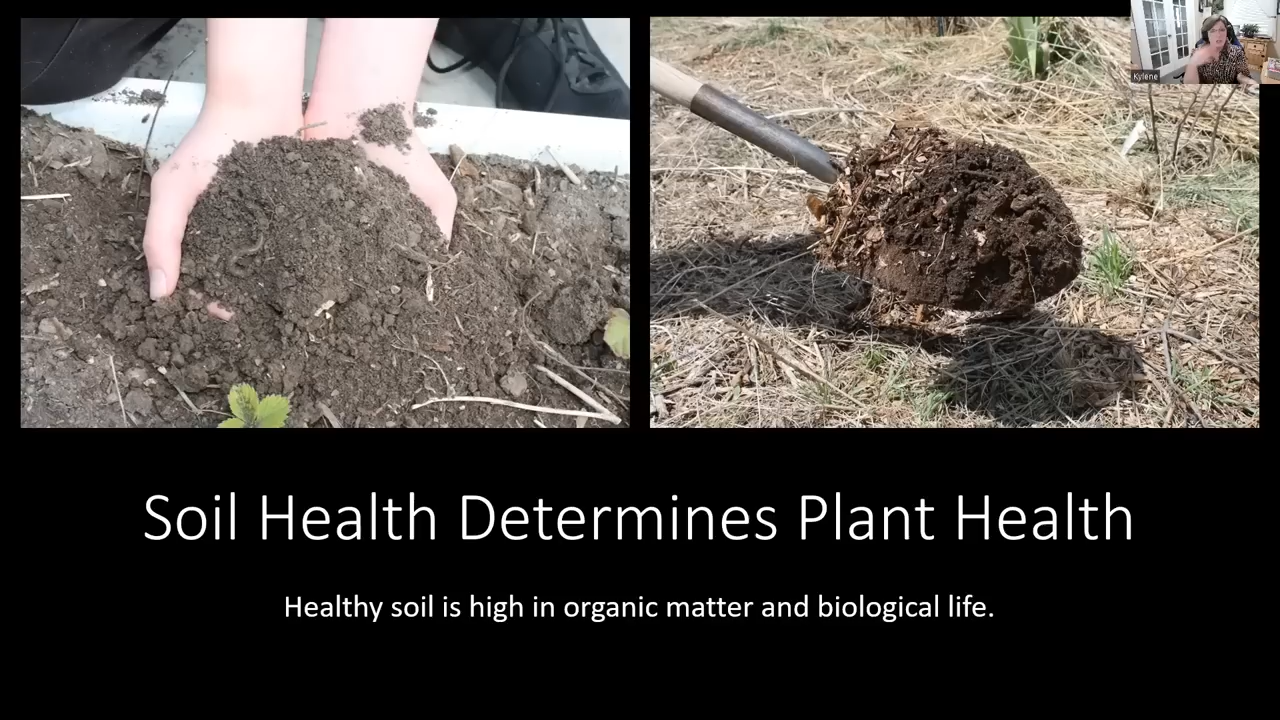 Kylene
Soil Health Determines Plant Health
Healthy soil is high in organic matter and biological life.